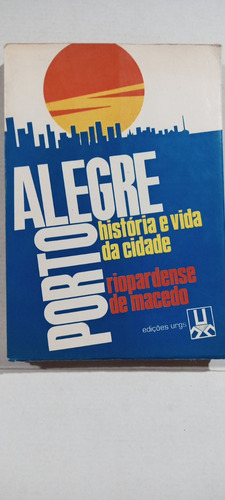 PORTO
ALEGRE
história e vida
da cidade
riopardense
de macedo
edições urgs